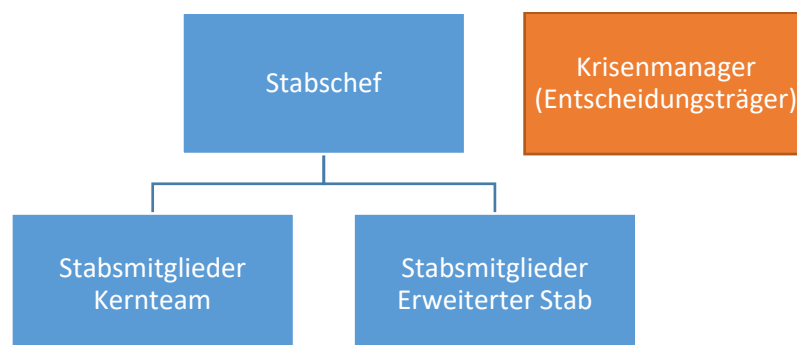 Stabschef
Krisenmanager
(Entscheidungsträger)
Stabsmitglieder
Kernteam
Stabsmitglieder
Erweiterter Stab